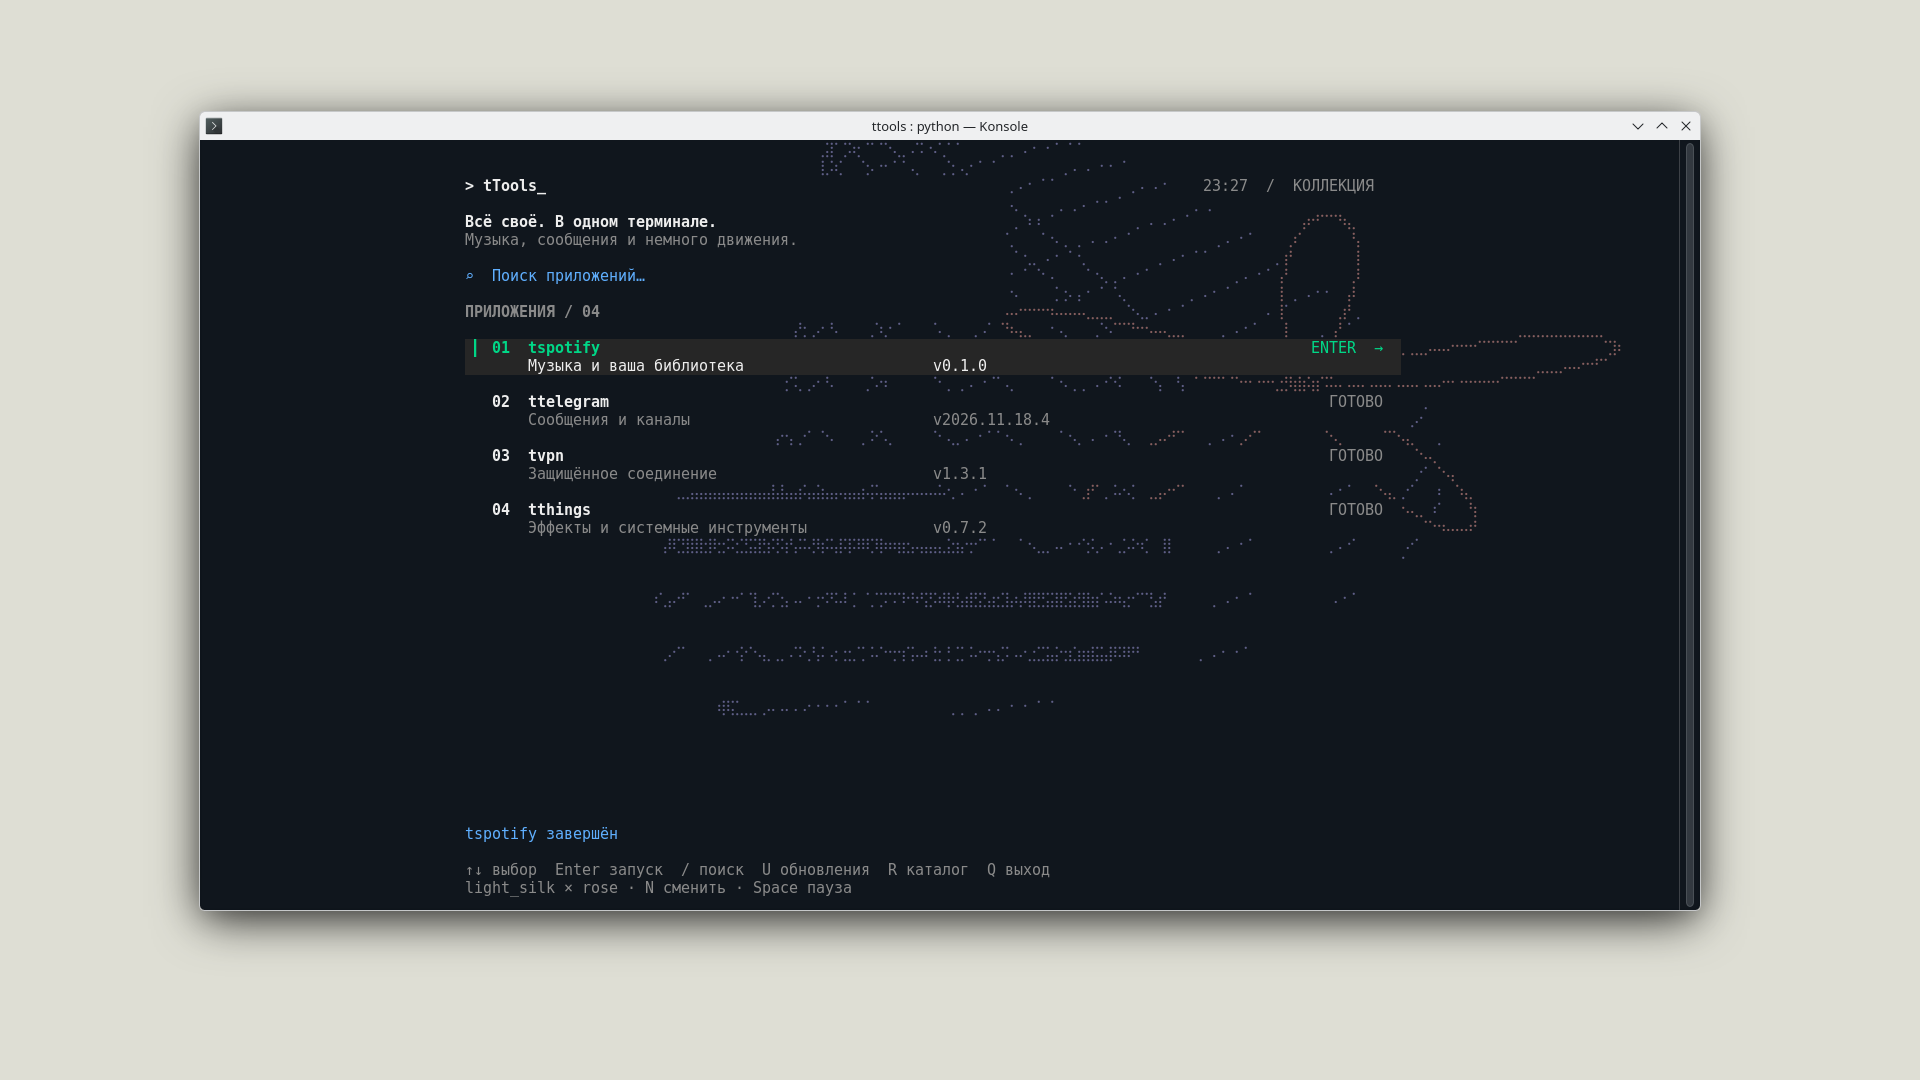 ttools : python — Konsole
> tTools_ 23:27 / КОЛЛЕКЦИЯ
Всё своё. В одном терминале.
Музыка, сообщения и немного движения.
⌕ Поиск приложений…
ПРИЛОЖЕНИЯ / 04
01 tspotify ENTER →
Музыка и ваша библиотека v0.1.0
02 ttelegram ГОТОВО
Сообщения и каналы v2026.11.18.4
03 tvpn ГОТОВО
Защищённое соединение v1.3.1
04 tthings ГОТОВО
Эффекты и системные инструменты v0.7.2
tspotify завершён
↑↓ выбор Enter запуск / поиск U обновления R каталог Q выход
light_silk × rose · N сменить · Space пауза